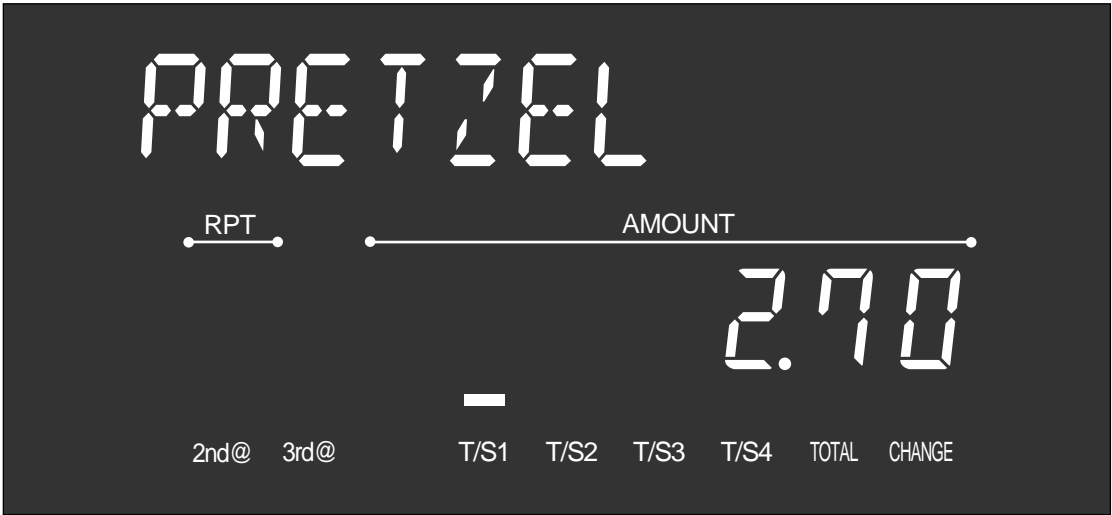 PRETZEL
RPT AMOUNT
2.70
2nd@ 3rd@ T/S1 T/S2 T/S3 T/S4 TOTAL CHANGE